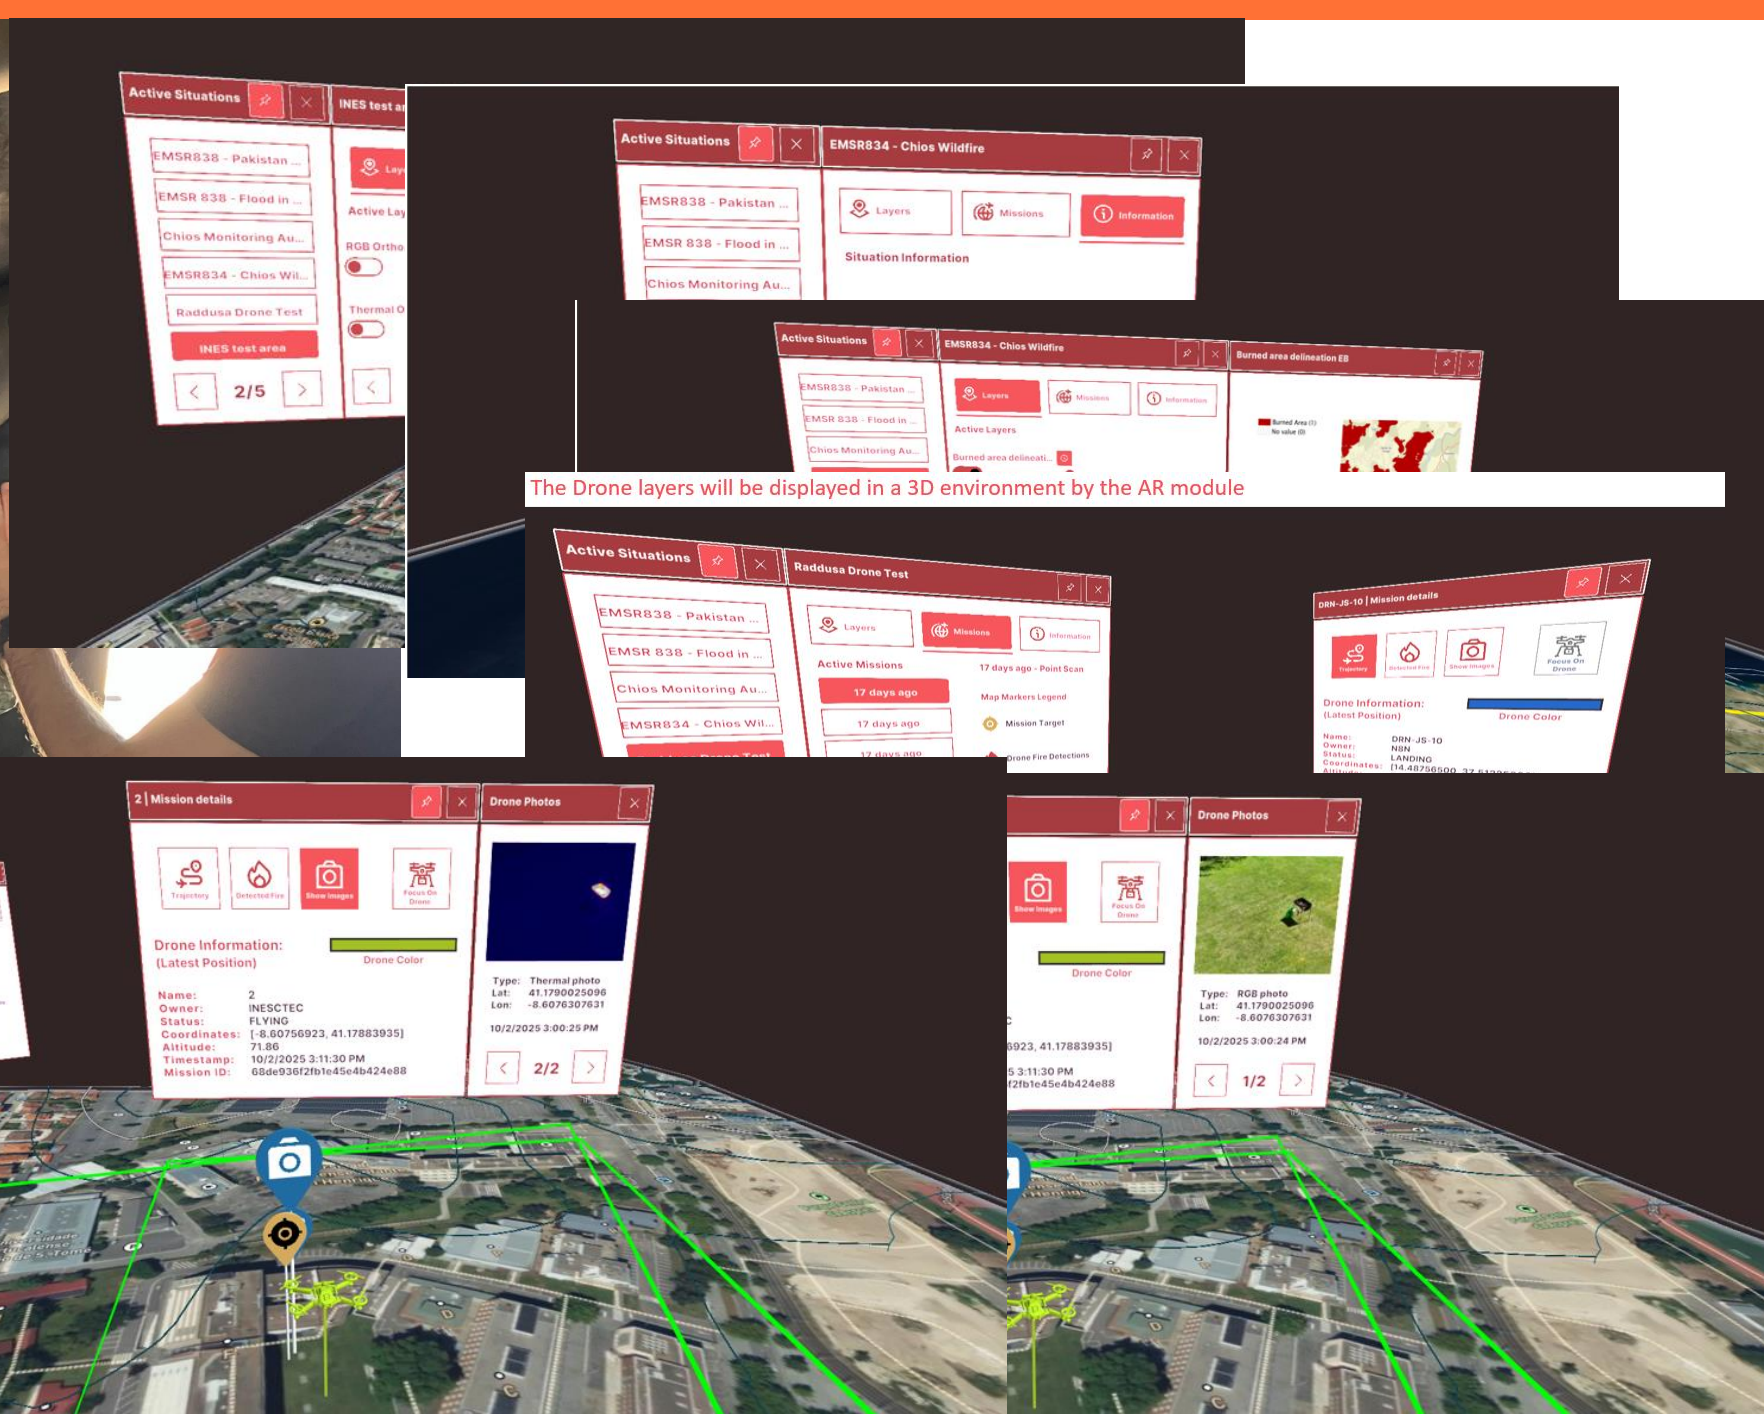 Active Situations
INES test ar
EMSR838 - Pakistan ...
EMSR 838 - Flood in ...
Chios Monitoring Au...
EMSR834 - Chios Wil...
Raddusa Drone Test
INES test area
2/5
Lay
Active Lay
RGB Ortho
Thermal O
Active Situations
EMSR834 - Chios Wildfire
EMSR838 - Pakistan ...
EMSR 838 - Flood in ...
Chios Monitoring Au...
Layers
Missions
Information
Situation Information
Active Situations
EMSR834 - Chios Wildfire
Burned area delineation EB
EMSR838 - Pakistan ...
EMSR 838 - Flood in ...
Chios Monitoring Au...
Layers
Missions
Information
Active Layers
Burned area delineati...
Burned Area (1)
No value (0)
The Drone layers will be displayed in a 3D environment by the AR module
Active Situations
Raddusa Drone Test
EMSR838 - Pakistan ...
EMSR 838 - Flood in ...
Chios Monitoring Au...
EMSR834 - Chios Wil...
Layers
Missions
Information
Active Missions
17 days ago
17 days ago
17 days ago
17 days ago - Point Scan
Map Markers Legend
Mission Target
Drone Fire Detections
DRN-JS-10 | Mission details
Trajectory
Detected Fire
Show Images
Focus On
Drone
Drone Information:
(Latest Position)
Drone Color
Name: DRN-JS-10
Owner: N8N
Status: LANDING
Coordinates:
2 | Mission details
Drone Photos
Trajectory
Detected Fire
Show Images
Focus On
Drone
Drone Information:
(Latest Position)
Drone Color
Name: 2
Owner: INESCTEC
Status: FLYING
Coordinates: [-8.60756923, 41.17883935]
Altitude: 71.86
Timestamp: 10/2/2025 3:11:30 PM
Mission ID: 68de936f2fb1e45e4b424e88
Type: Thermal photo
Lat: 41.1790025096
Lon: -8.6076307631
10/2/2025 3:00:25 PM
2/2
Drone Photos
Show Images
Focus On
Drone
Drone Color
6923, 41.17883935]
5 3:11:30 PM
f2fb1e45e4b424e88
Type: RGB photo
Lat: 41.1790025096
Lon: -8.6076307631
10/2/2025 3:00:24 PM
1/2